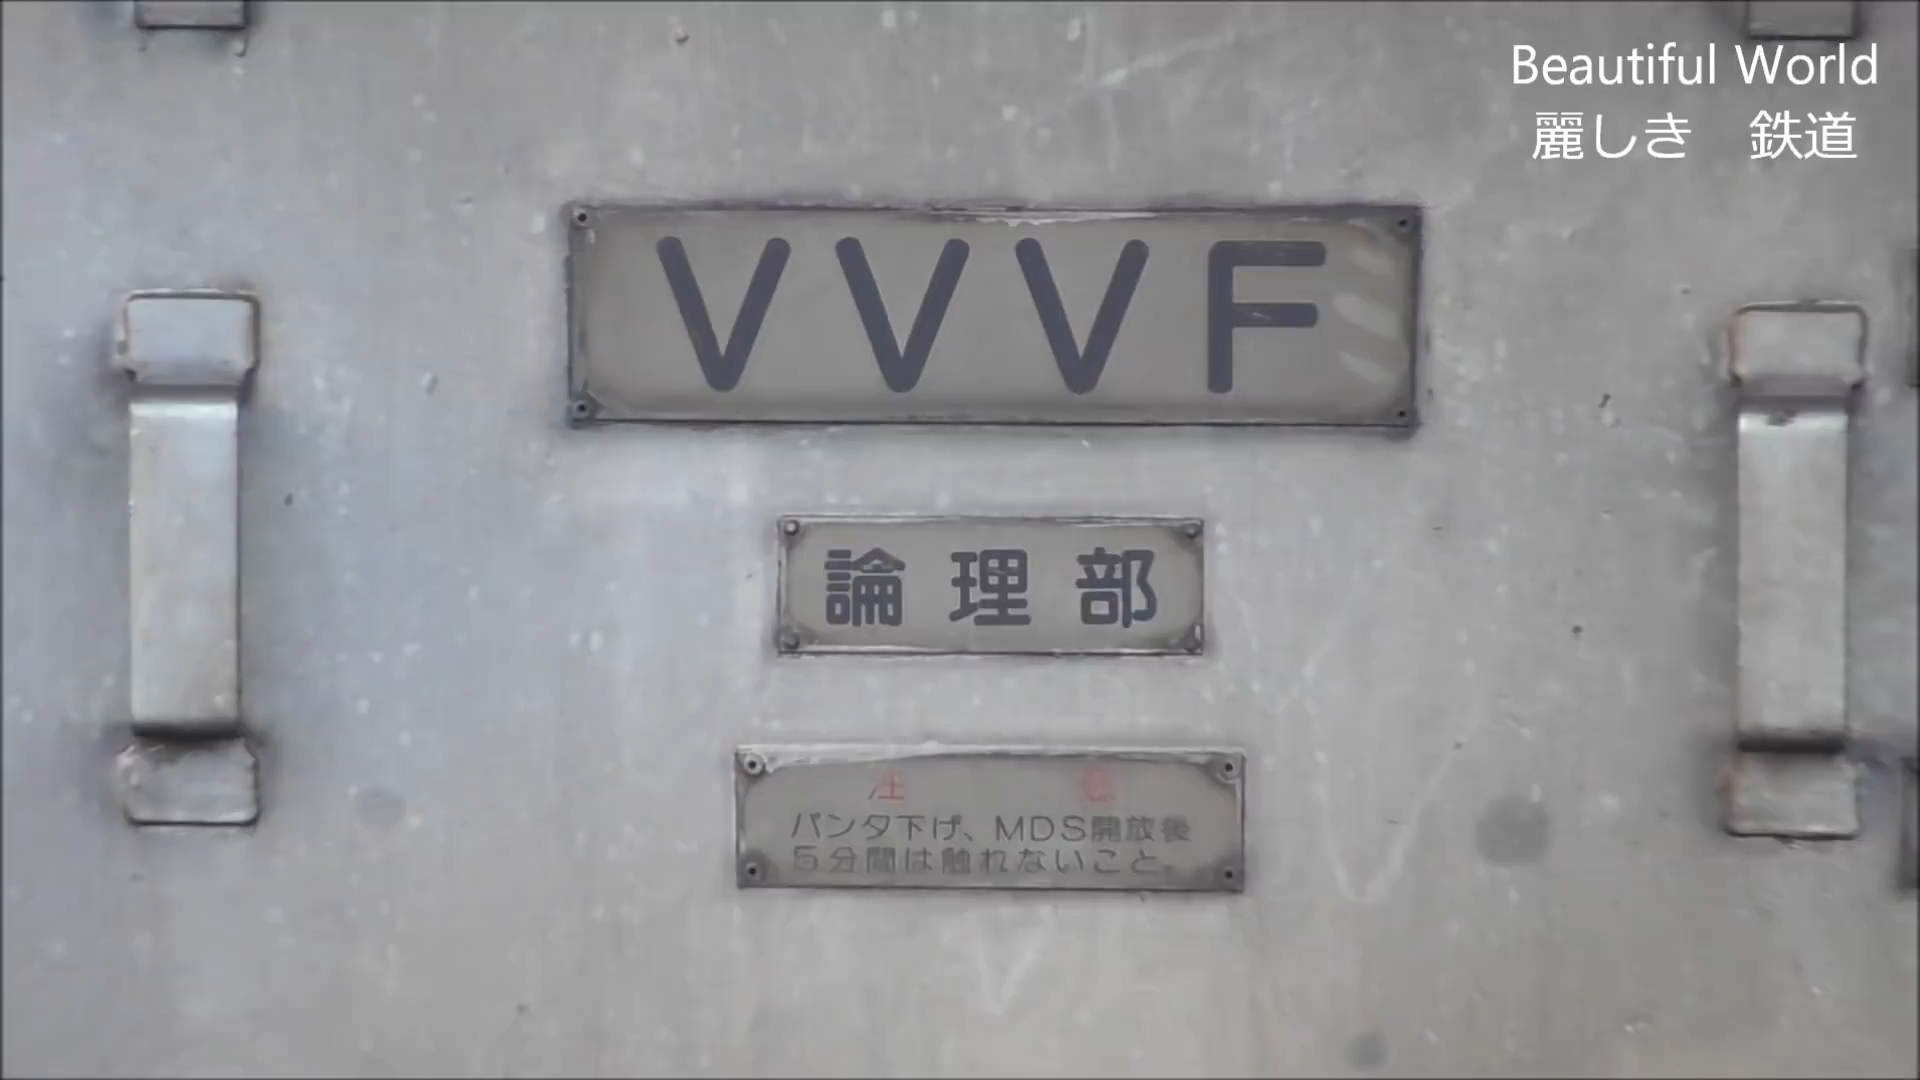 Beautiful World
麗しき　鉄道
VVVF
論理部
注意
パンタ下げ、MDS開放後
5分間は触れないこと。